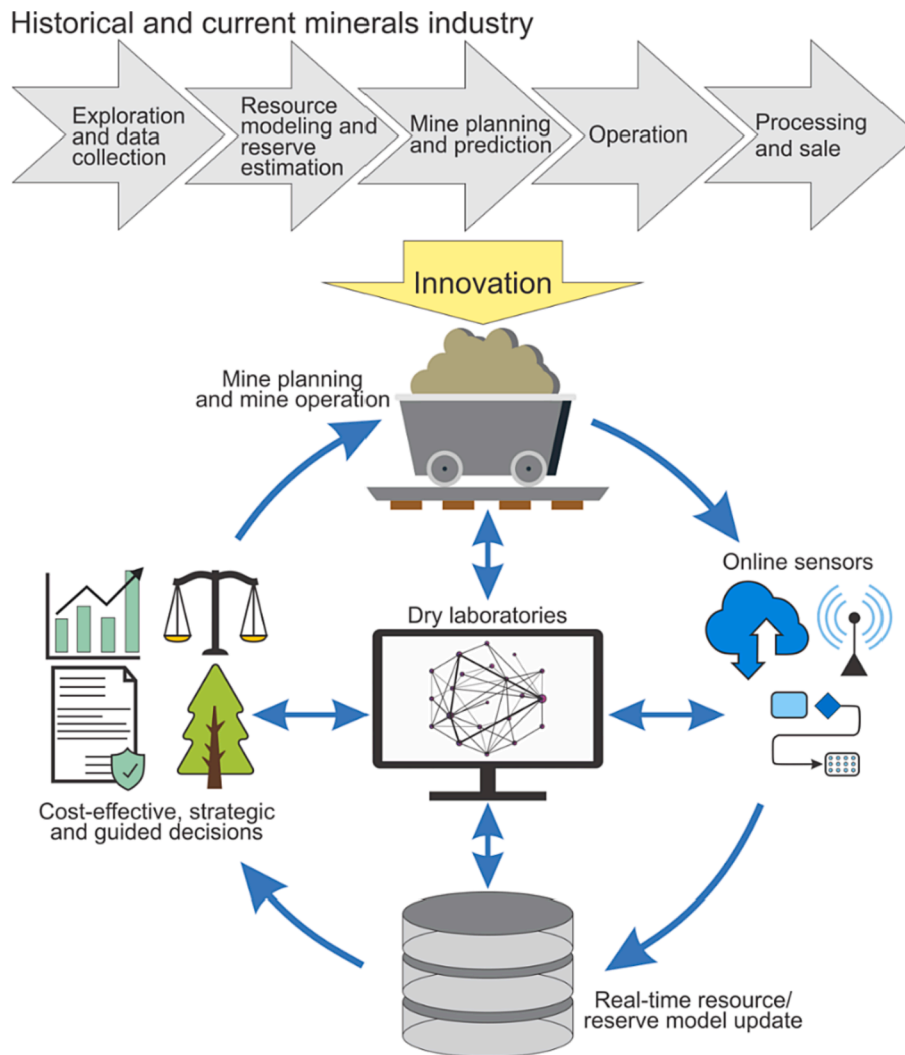 Historical and current minerals industry
Exploration
and data
collection
Resource
modeling and
reserve
estimation
Mine planning
and prediction
Operation
Processing
and sale
Innovation
Mine planning
and mine operation
Online sensors
Dry laboratories
Cost-effective, strategic
and guided decisions
Real-time resource/
reserve model update